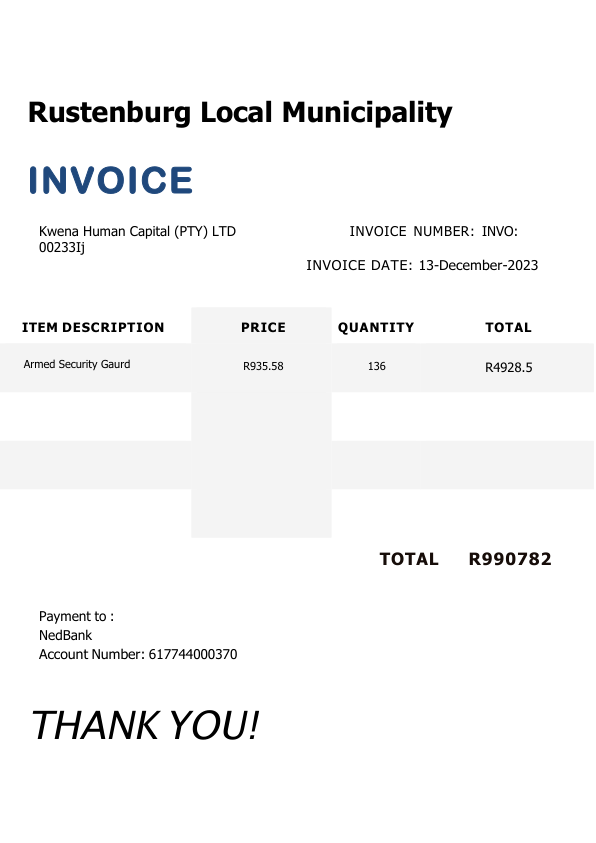 Rustenburg Local Municipality
INVOICE
Kwena Human Capital (PTY) LTD
00233Ij
INVOICE NUMBER: INVO:
INVOICE DATE: 13-December-2023
ITEM DESCRIPTION PRICE QUANTITY TOTAL
Armed Security Gaurd R935.58 136 R4928.5
TOTAL R990782
Payment to :
NedBank
Account Number: 617744000370
THANK YOU!